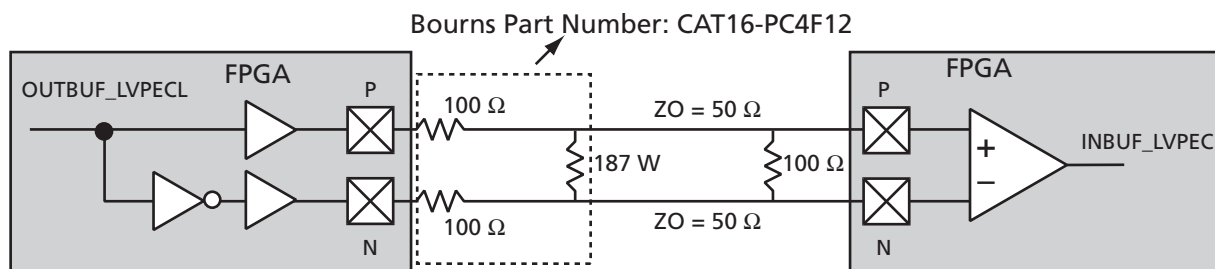 Bourns Part Number: CAT16-PC4F12
FPGA
FPGA
OUTBUF_LVPECL
P
100 Ω
ZO = 50 Ω
P
INBUF_LVPEC
+
–
187 W
100 Ω
N
100 Ω
ZO = 50 Ω
N